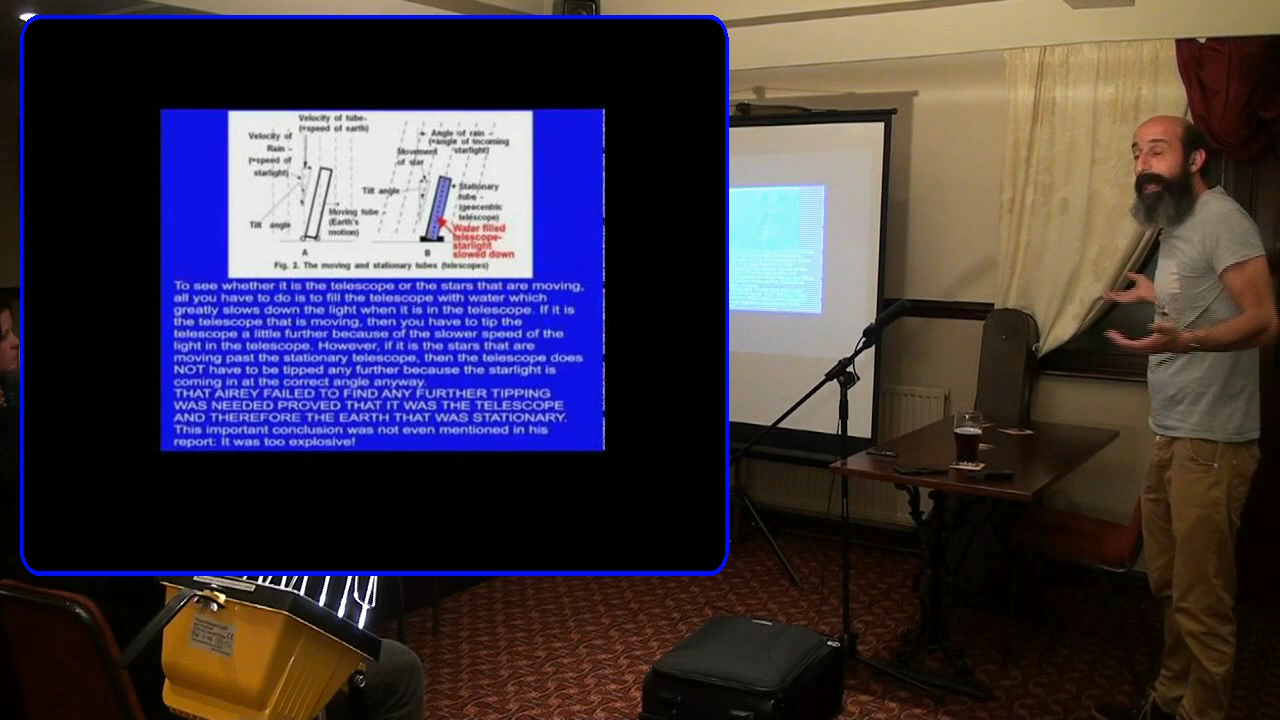 Velocity of tube-
(=speed of earth)
Velocity of
Rain -
(=speed of
starlight)
Tilt angle
Moving tube -
(Earth's
motion)
A
Angle of rain -
(=angle of incoming
starlight)
Movement
of star
Tilt angle
Stationary
tube -
(geocentric
telescope)
Water filled
telescope-
starlight
slowed down
B
Fig. 2. The moving and stationary tubes (telescopes)
To see whether it is the telescope or the stars that are moving,
all you have to do is to fill the telescope with water which
greatly slows down the light when it is in the telescope. If it is
the telescope that is moving, then you have to tip the
telescope a little further because of the slower speed of the
light in the telescope. However, if it is the stars that are
moving past the stationary telescope, then the telescope does
NOT have to be tipped any further because the starlight is
coming in at the correct angle anyway.
THAT AIREY FAILED TO FIND ANY FURTHER TIPPING
WAS NEEDED PROVED THAT IT WAS THE TELESCOPE
AND THEREFORE THE EARTH THAT WAS STATIONARY.
This important conclusion was not even mentioned in his
report: It was too explosive!